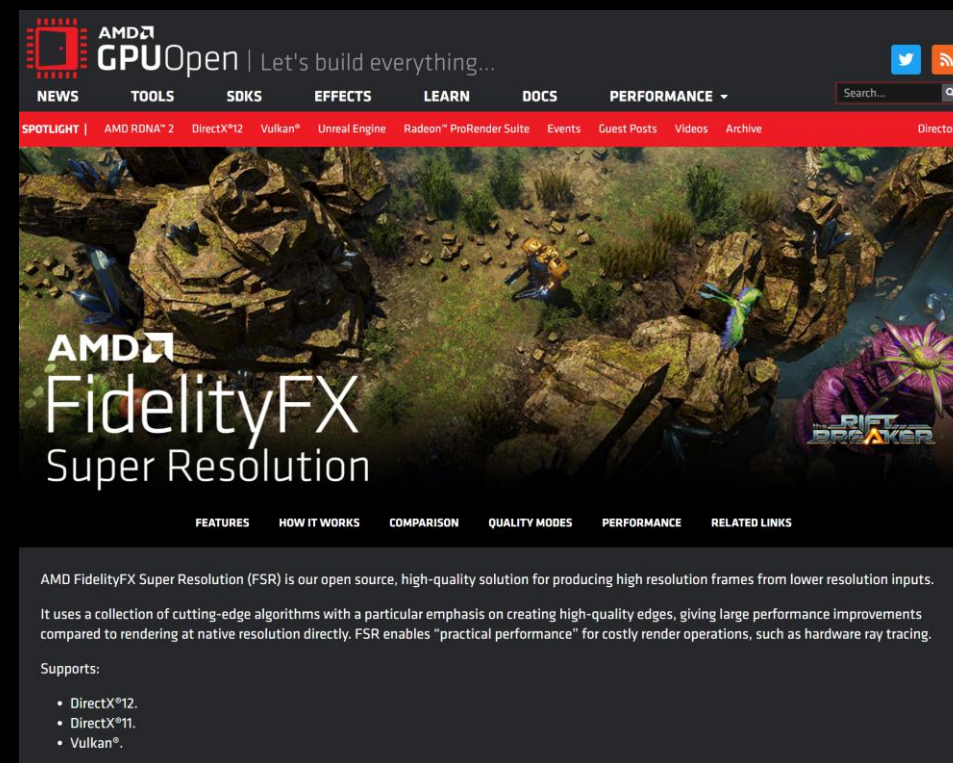 AMD
GPUOpen | Let's build everything...
NEWS TOOLS SDKS EFFECTS LEARN DOCS PERFORMANCE
Search...
SPOTLIGHT | AMD RDNA™ 2 DirectX®12 Vulkan® Unreal Engine Radeon™ ProRender Suite Events Guest Posts Videos Archive
AMD
FidelityFX
Super Resolution
the RIFT
BREAKER
FEATURES HOW IT WORKS COMPARISON QUALITY MODES PERFORMANCE RELATED LINKS
AMD FidelityFX Super Resolution (FSR) is our open source, high-quality solution for producing high resolution frames from lower resolution inputs.
It uses a collection of cutting-edge algorithms with a particular emphasis on creating high-quality edges, giving large performance improvements
compared to rendering at native resolution directly. FSR enables “practical performance” for costly render operations, such as hardware ray tracing.
Supports:
• DirectX®12.
• DirectX®11.
• Vulkan®.